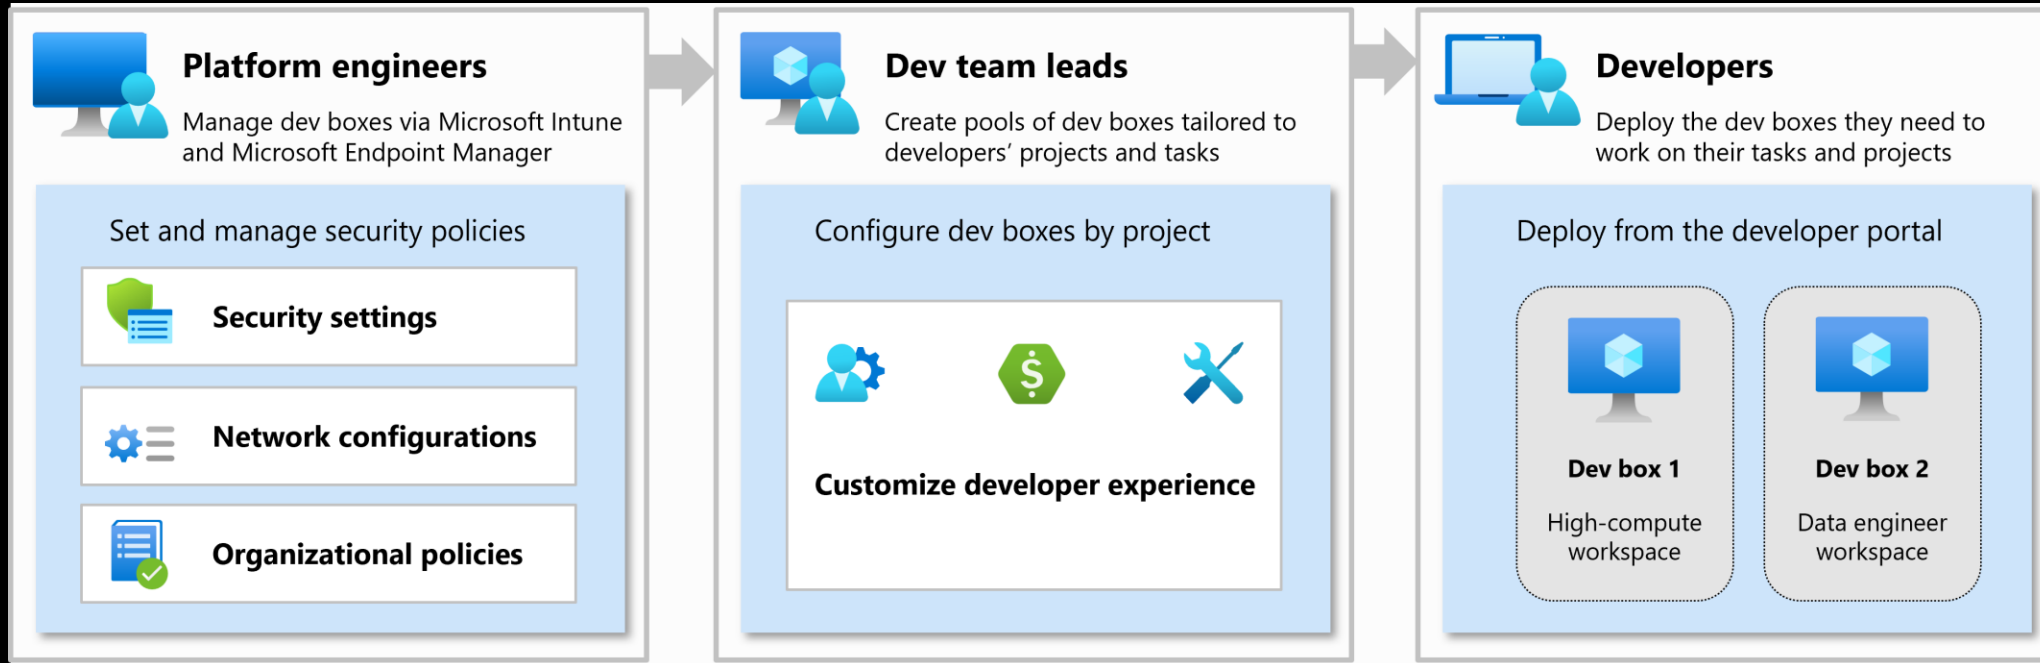 Platform engineers
Manage dev boxes via Microsoft Intune
and Microsoft Endpoint Manager
Set and manage security policies
Security settings
Network configurations
Organizational policies
Dev team leads
Create pools of dev boxes tailored to
developers’ projects and tasks
Configure dev boxes by project
$
Customize developer experience
Developers
Deploy the dev boxes they need to
work on their tasks and projects
Deploy from the developer portal
Dev box 1
High-compute
workspace
Dev box 2
Data engineer
workspace